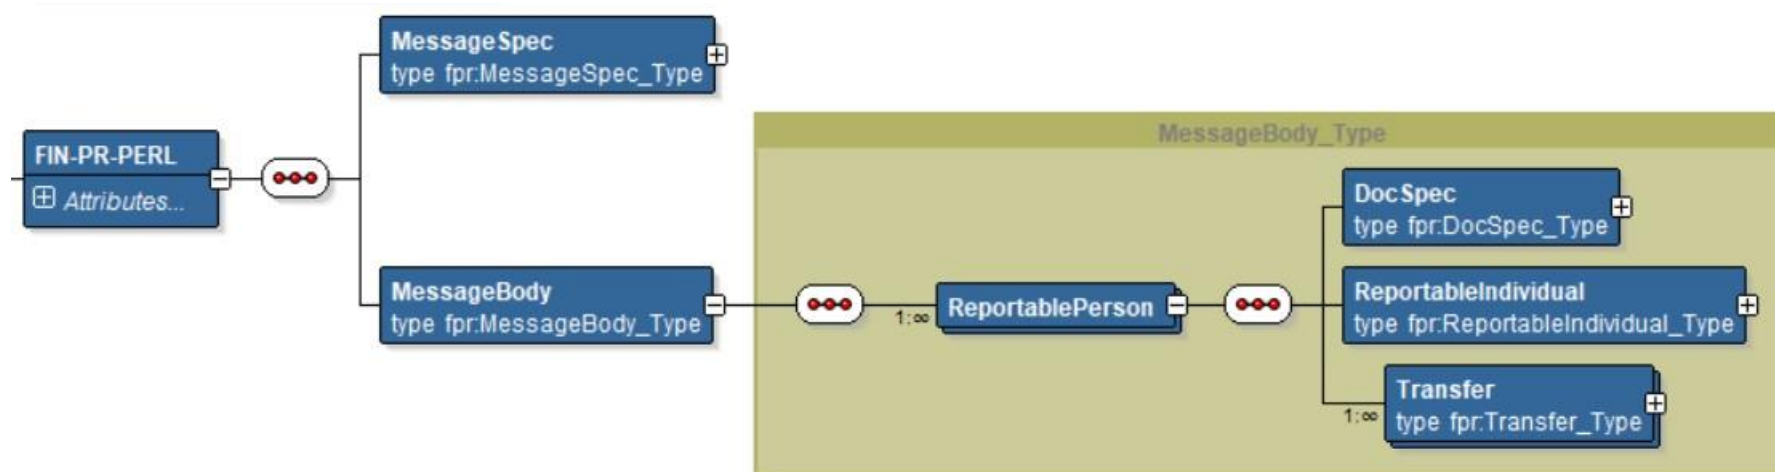 MessageSpec
type fpr:MessageSpec_Type
FIN-PR-PERL
Attributes...
MessageBody
type fpr:MessageBody_Type
MessageBody_Type
1:∞
ReportablePerson
DocSpec
type fpr:DocSpec_Type
ReportableIndividual
type fpr:ReportableIndividual_Type
1:∞
Transfer
type fpr:Transfer_Type